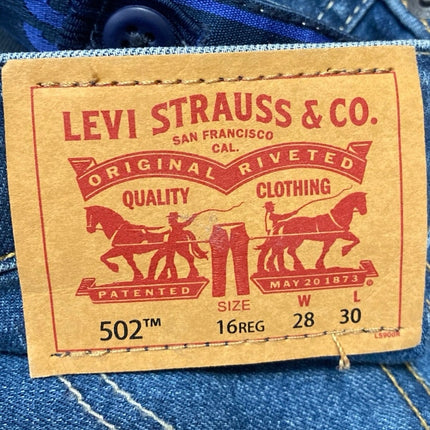 LEVI STRAUSS & CO.
SAN FRANCISCO
CAL.
ORIGINAL RIVETED
QUALITY CLOTHING
PATENTED MAY 20 1873
SIZE W L
502™ 16REG 28 30